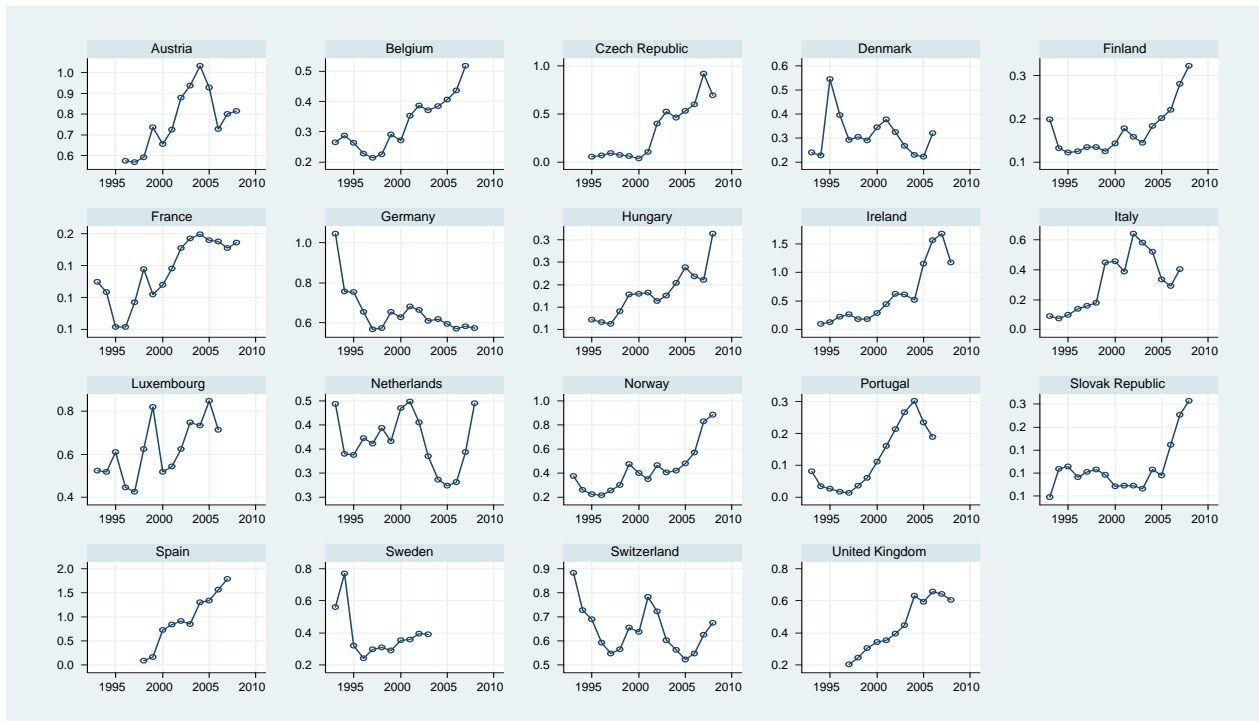 Austria Belgium Czech Republic Denmark Finland
1.0 0.5 1.0 0.6 0.3
0.9 0.5
0.8 0.4 0.5 0.4 0.2
0.7 0.3 0.3
0.6 0.2 0.0 0.2 0.1
1995 2000 2005 2010 1995 2000 2005 2010 1995 2000 2005 2010 1995 2000 2005 2010 1995 2000 2005 2010
France Germany Hungary Ireland Italy
0.2 1.0 0.3 1.5 0.6
0.1 0.8 0.2 1.0 0.4
0.1 0.2 0.5 0.2
0.1 0.6 0.1 0.0 0.0
0.1
1995 2000 2005 2010 1995 2000 2005 2010 1995 2000 2005 2010 1995 2000 2005 2010 1995 2000 2005 2010
Luxembourg Netherlands Norway Portugal Slovak Republic
0.8 0.5 1.0 0.3 0.3
0.4 0.8 0.2 0.2
0.6 0.4 0.6 0.1 0.1
0.3 0.4 0.1
0.4 0.3 0.2 0.0 0.1
1995 2000 2005 2010 1995 2000 2005 2010 1995 2000 2005 2010 1995 2000 2005 2010 1995 2000 2005 2010
Spain Sweden Switzerland United Kingdom
2.0 0.8 0.9 0.8
1.5 0.8
1.0 0.6 0.7 0.6
0.5 0.4 0.6 0.4
0.0 0.2 0.5 0.2
1995 2000 2005 2010 1995 2000 2005 2010 1995 2000 2005 2010 1995 2000 2005 2010